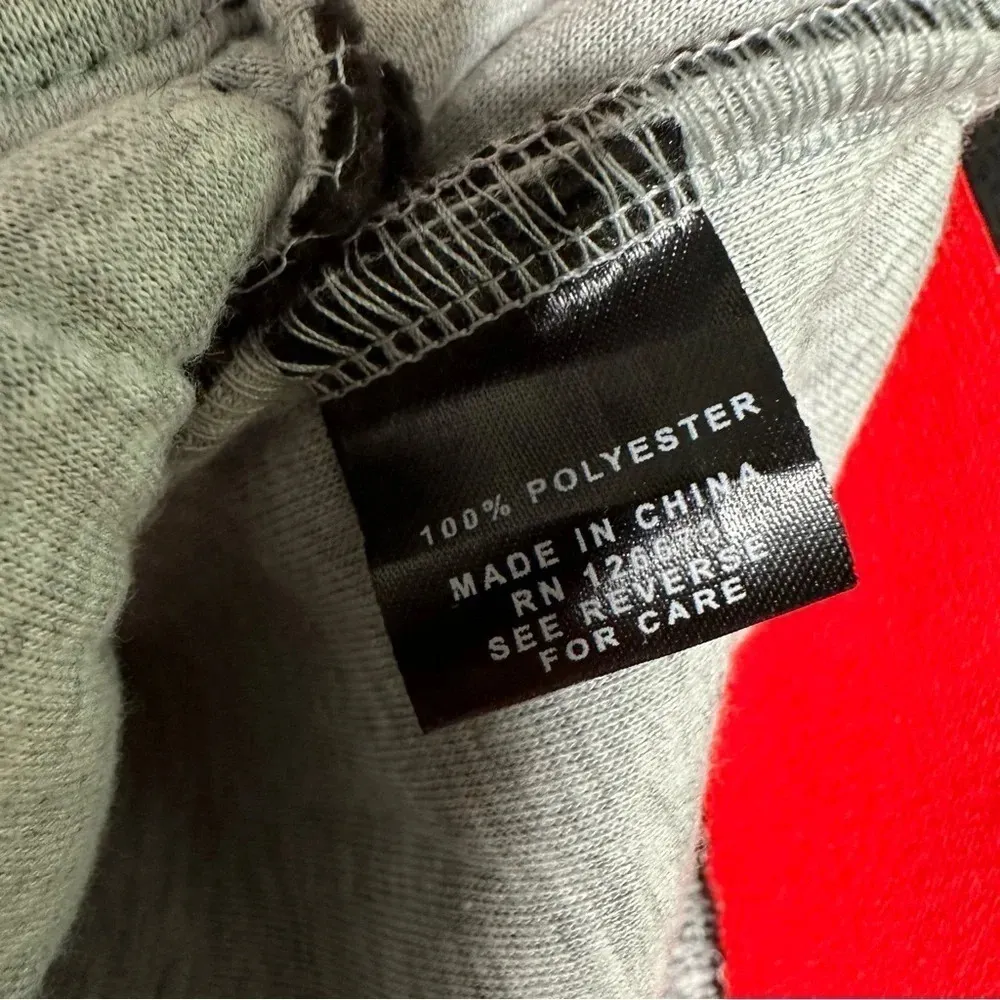 100% POLYESTER
MADE IN CHINA
RN
SEE REVERSE
FOR CARE